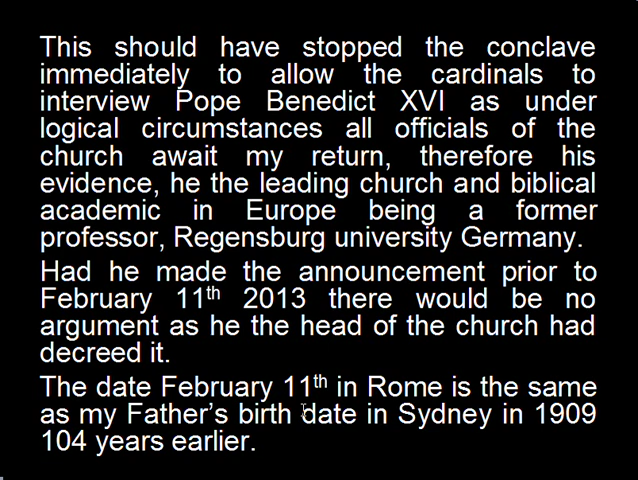 This should have stopped the conclave
immediately to allow the cardinals to
interview Pope Benedict XVI as under
logical circumstances all officials of the
church await my return, therefore his
evidence, he the leading church and biblical
academic in Europe being a former
professor, Regensburg university Germany.
Had he made the announcement prior to
February 11th 2013 there would be no
argument as he the head of the church had
decreed it.
The date February 11th in Rome is the same
as my Father’s birth date in Sydney in 1909
104 years earlier.